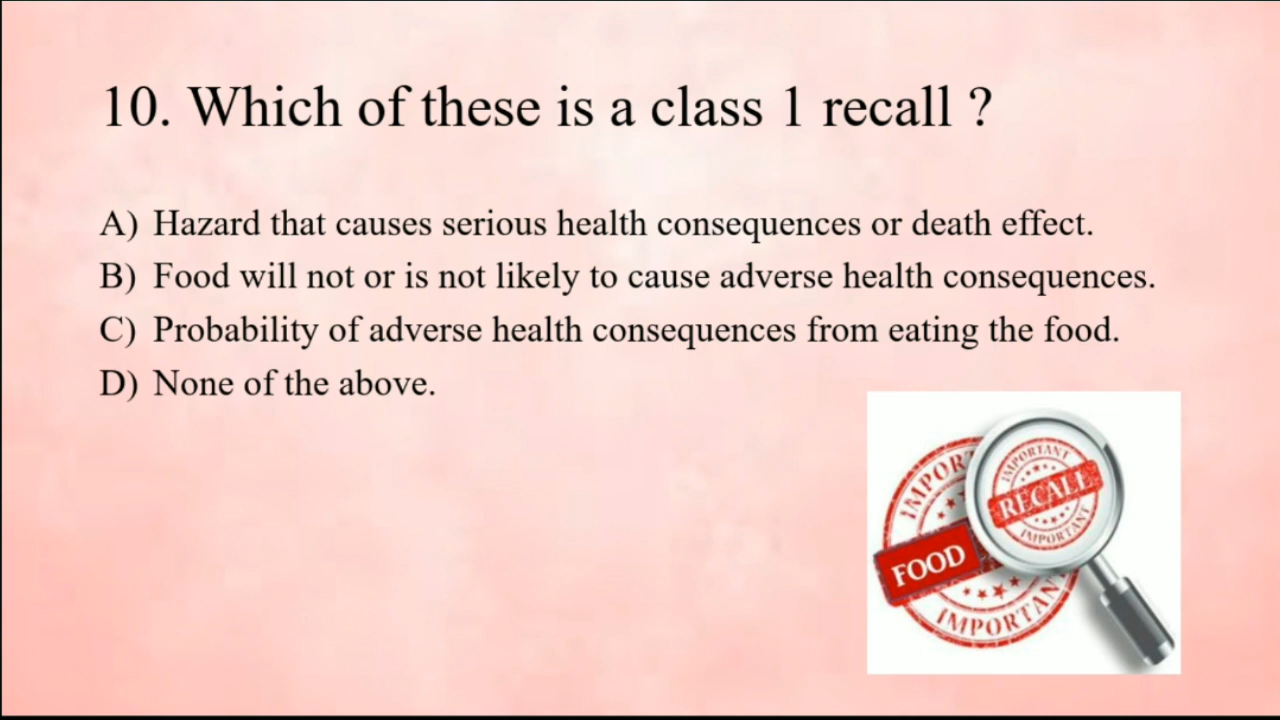 10. Which of these is a class 1 recall ?
A) Hazard that causes serious health consequences or death effect.
B) Food will not or is not likely to cause adverse health consequences.
C) Probability of adverse health consequences from eating the food.
D) None of the above.
IMPORTANT
RECALL
IMPORTANT
IMPOR
FOOD
IMPORTAN